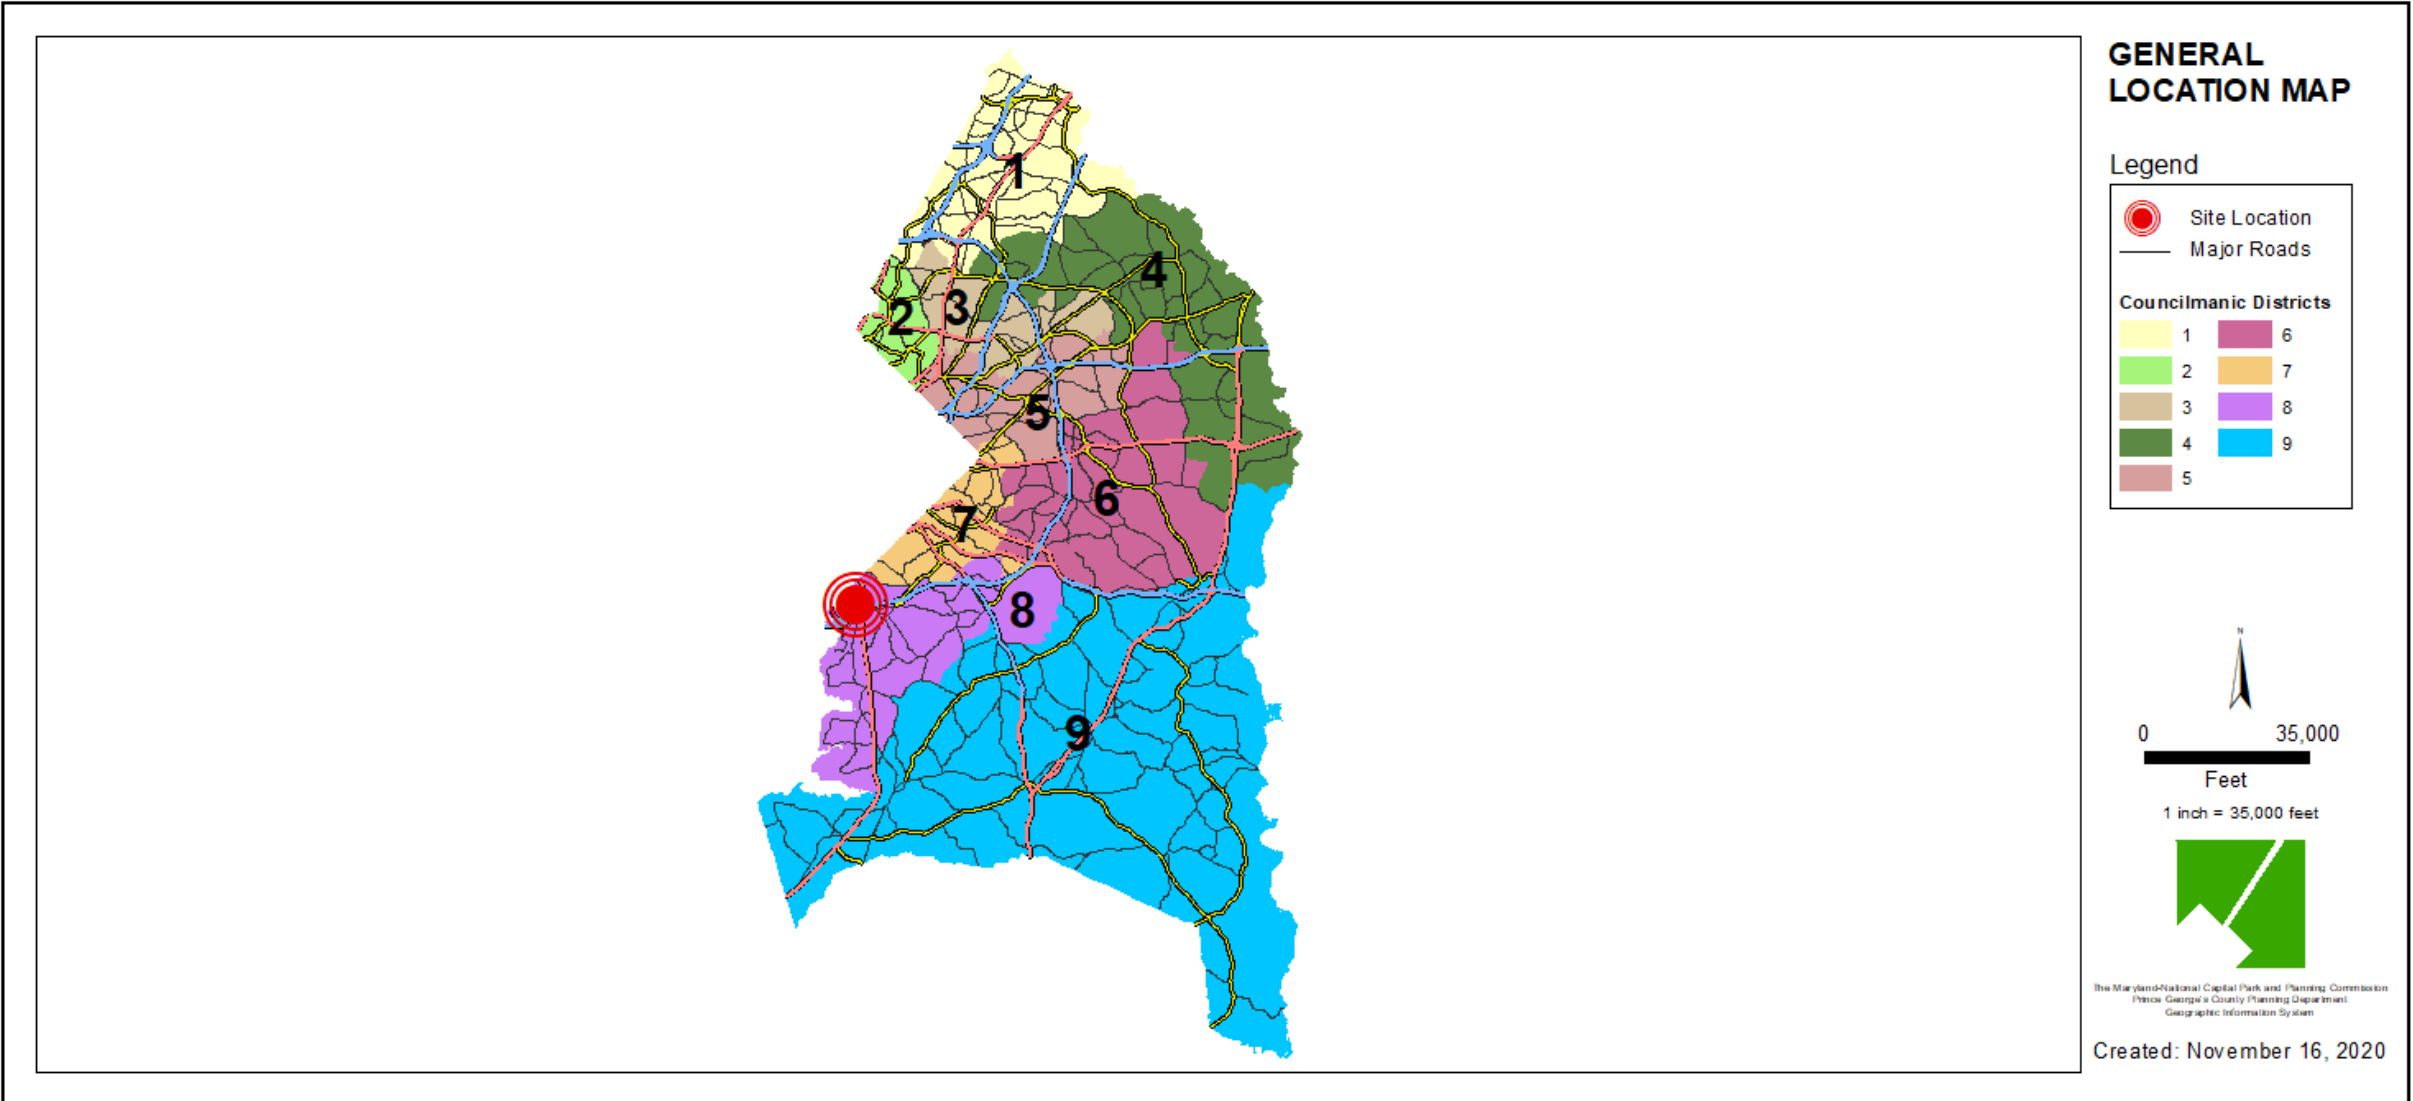 GENERAL
LOCATION MAP
Legend
Site Location
Major Roads
Councilmanic Districts
1 6
2 7
3 8
4 9
5
1
4
3
2
5
6
7
8
9
N
0 35,000
Feet
1 inch = 35,000 feet
The Maryland-National Capital Park and Planning Commission
Prince George's County Planning Department
Geographic Information System
Created: November 16, 2020